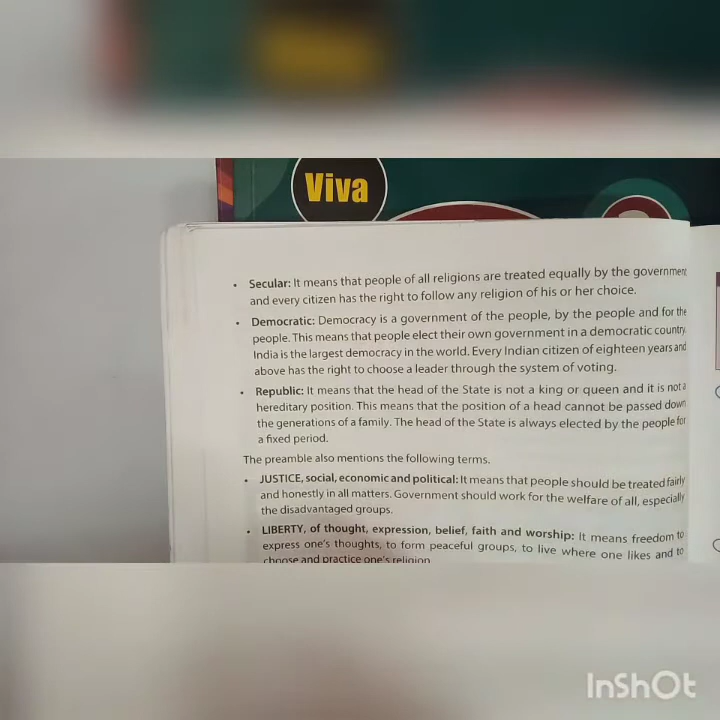 Viva
• Secular: It means that people of all religions are treated equally by the government
and every citizen has the right to follow any religion of his or her choice.
• Democratic: Democracy is a government of the people, by the people and for the
people. This means that people elect their own government in a democratic country.
India is the largest democracy in the world. Every Indian citizen of eighteen years and
above has the right to choose a leader through the system of voting.
• Republic: It means that the head of the State is not a king or queen and it is not a
hereditary position. This means that the position of a head cannot be passed down
the generations of a family. The head of the State is always elected by the people for
a fixed period.
The preamble also mentions the following terms.
• JUSTICE, social, economic and political: It means that people should be treated fairly
and honestly in all matters. Government should work for the welfare of all, especially
the disadvantaged groups.
• LIBERTY, of thought, expression, belief, faith and worship: It means freedom to
express one's thoughts, to form peaceful groups, to live where one likes and to
choose and practice one's religion
InShOt